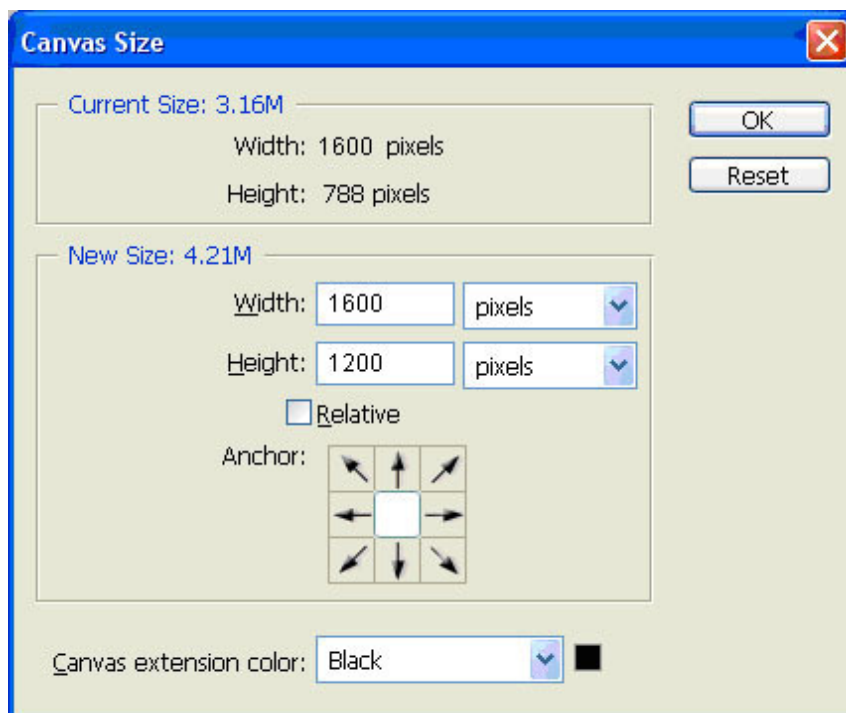 Canvas Size
Current Size: 3.16M
Width: 1600 pixels
Height: 788 pixels
OK
Reset
New Size: 4.21M
Width: 1600 pixels
Height: 1200 pixels
Relative
Anchor:
Canvas extension color: Black